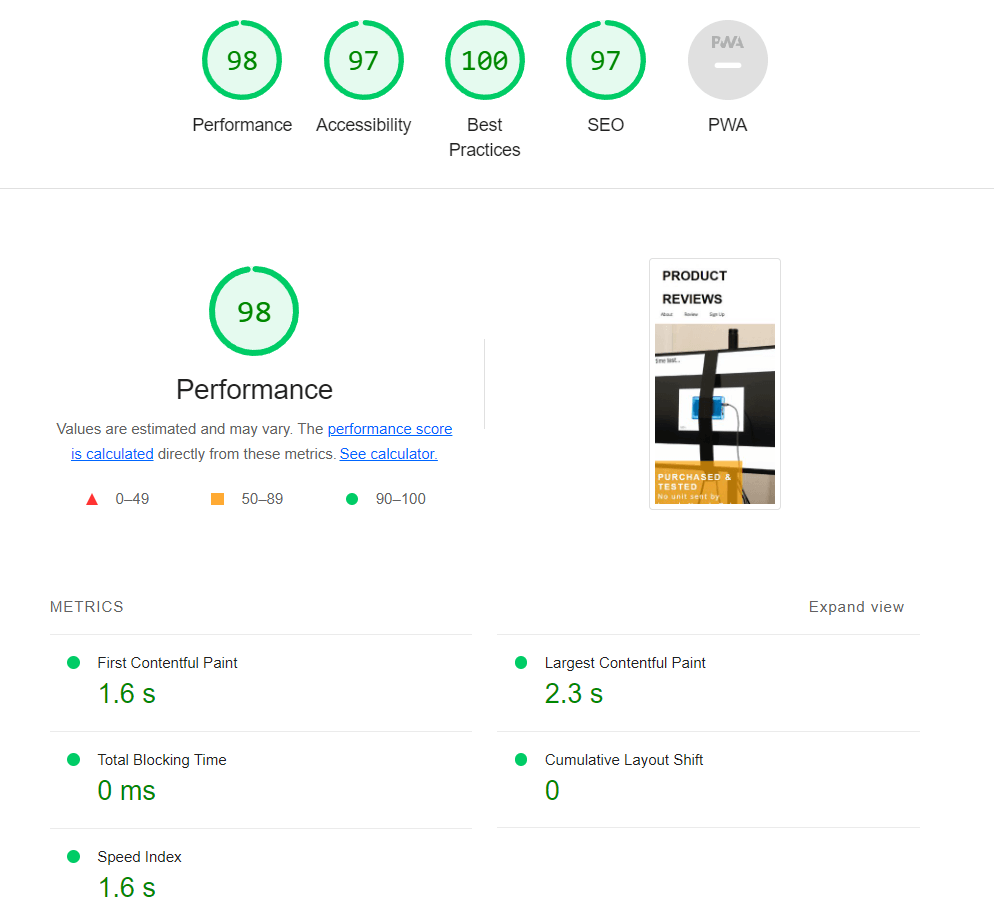 98
97
100
97
PWA
Performance
Accessibility
Best
Practices
SEO
PWA
98
Performance
Values are estimated and may vary. The performance score
is calculated directly from these metrics. See calculator.
0–49
50–89
90–100
PRODUCT
REVIEWS
About Review Sign Up
time test...
PURCHASED &
TESTED
No unit sent by
METRICS
Expand view
First Contentful Paint
1.6 s
Largest Contentful Paint
2.3 s
Total Blocking Time
0 ms
Cumulative Layout Shift
0
Speed Index
1.6 s